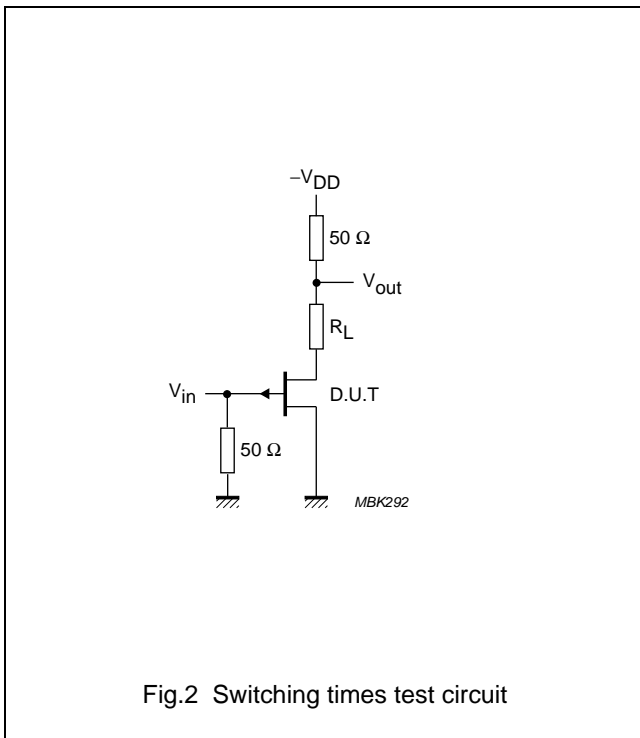 −VDD
50 Ω
Vout
RL
Vin
D.U.T
50 Ω
MBK292
Fig.2 Switching times test circuit